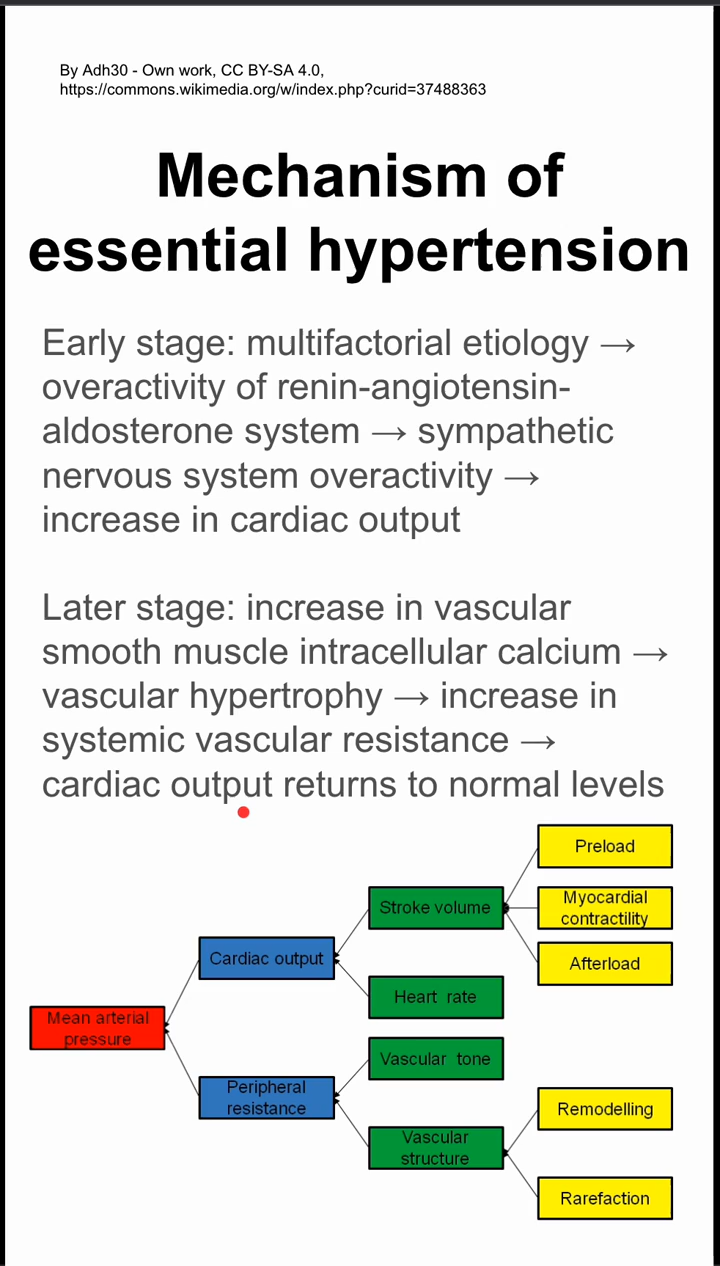 By Adh30 - Own work, CC BY-SA 4.0,
https://commons.wikimedia.org/w/index.php?curid=37488363
Mechanism of
essential hypertension
Early stage: multifactorial etiology →
overactivity of renin-angiotensin-
aldosterone system → sympathetic
nervous system overactivity →
increase in cardiac output
Later stage: increase in vascular
smooth muscle intracellular calcium →
vascular hypertrophy → increase in
systemic vascular resistance →
cardiac output returns to normal levels
Preload
Myocardial
contractility
Afterload
Stroke volume
Heart rate
Cardiac output
Mean arterial
pressure
Peripheral
resistance
Vascular tone
Vascular
structure
Remodelling
Rarefaction